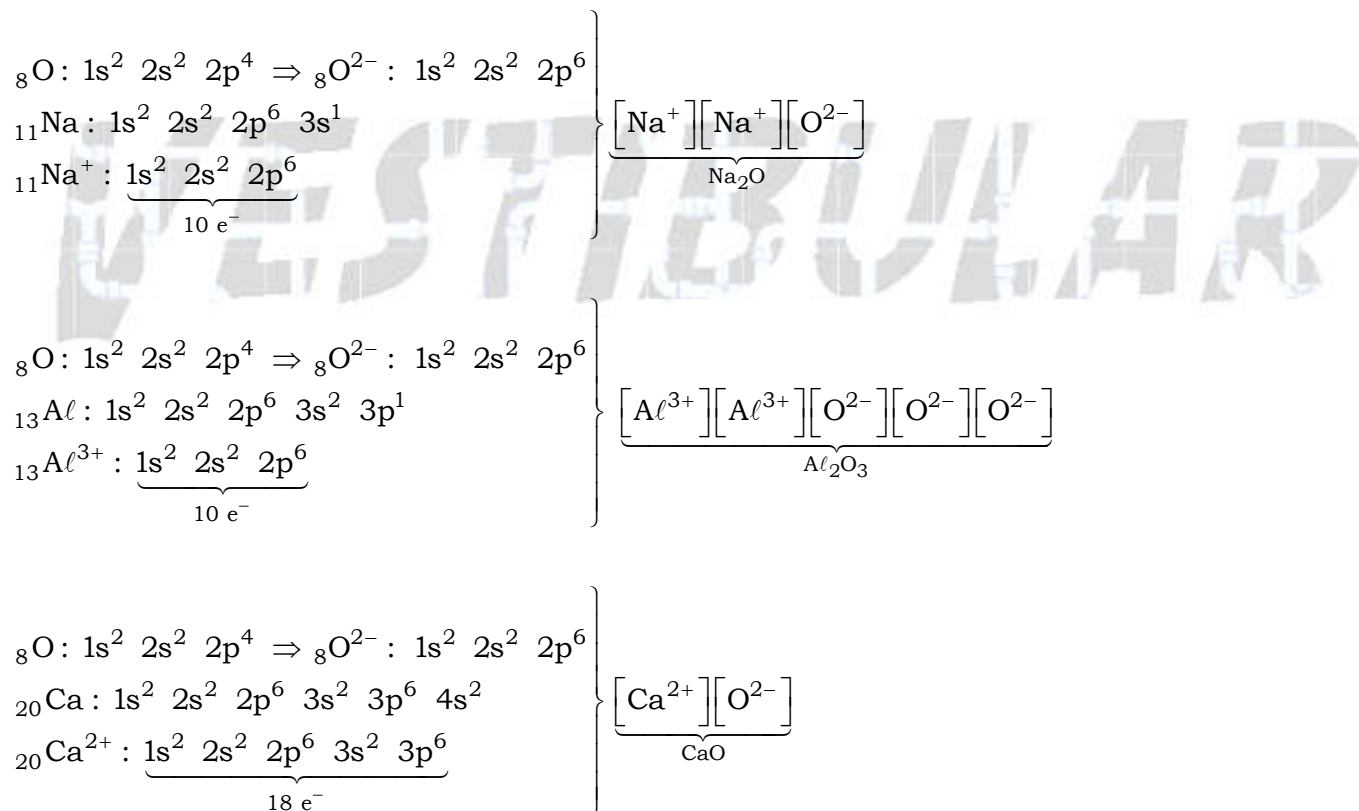 VESTIBULAR
₈O: 1s² 2s² 2p⁴ ⇒ ₈O²⁻: 1s² 2s² 2p⁶
₁₁Na: 1s² 2s² 2p⁶ 3s¹
₁₁Na⁺: 1s² 2s² 2p⁶
10 e⁻
[Na⁺][Na⁺][O²⁻]
Na₂O
₈O: 1s² 2s² 2p⁴ ⇒ ₈O²⁻: 1s² 2s² 2p⁶
₁₃Aℓ: 1s² 2s² 2p⁶ 3s² 3p¹
₁₃Aℓ³⁺: 1s² 2s² 2p⁶
10 e⁻
[Aℓ³⁺][Aℓ³⁺][O²⁻][O²⁻][O²⁻]
Aℓ₂O₃
₈O: 1s² 2s² 2p⁴ ⇒ ₈O²⁻: 1s² 2s² 2p⁶
₂₀Ca: 1s² 2s² 2p⁶ 3s² 3p⁶ 4s²
₂₀Ca²⁺: 1s² 2s² 2p⁶ 3s² 3p⁶
18 e⁻
[Ca²⁺][O²⁻]
CaO